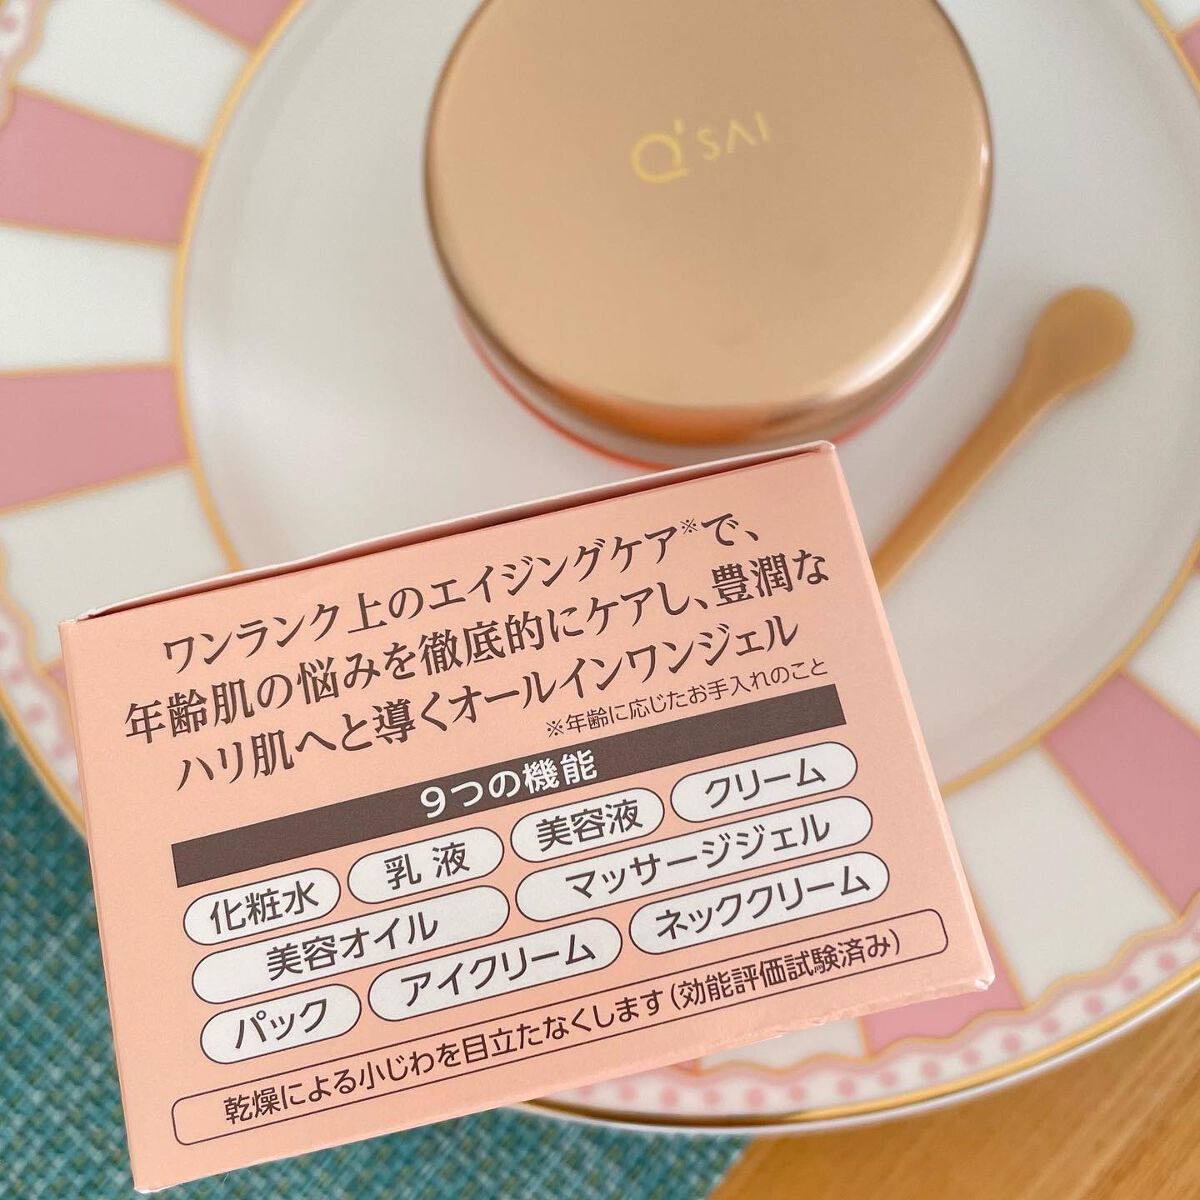 Q'SAI
ワンランク上のエイジングケア※で、
年齢肌の悩みを徹底的にケアし、豊潤な
ハリ肌へと導くオールインワンジェル
※年齢に応じたお手入れのこと
9つの機能
化粧水 乳液 美容液 クリーム
美容オイル マッサージジェル
パック アイクリーム ネッククリーム
乾燥による小じわを目立たなくします（効能評価試験済み）